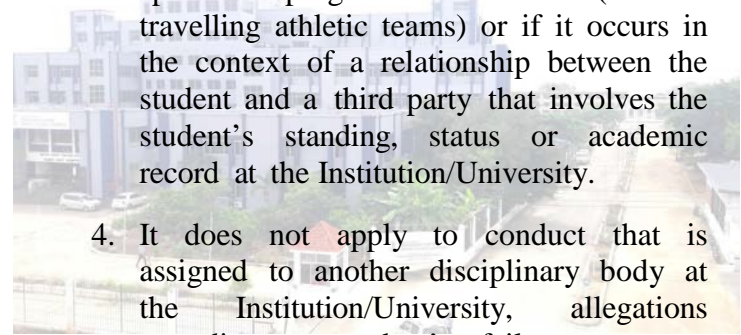 travelling athletic teams) or if it occurs in
the context of a relationship between the
student and a third party that involves the
student's standing, status or academic
record at the Institution/University.
4. It does not apply to conduct that is
assigned to another disciplinary body at
the Institution/University, allegations